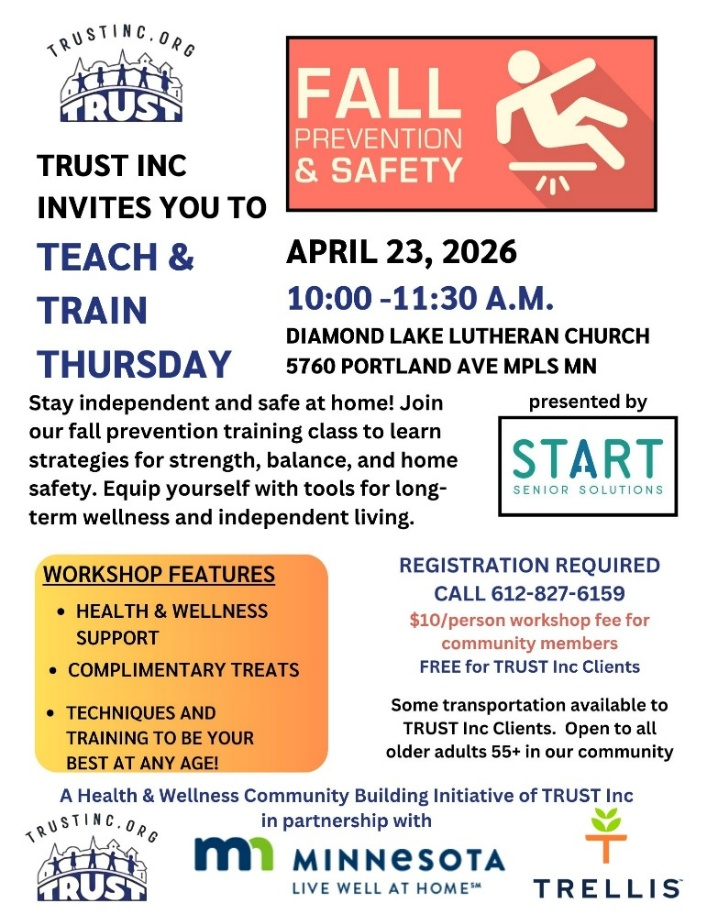 TRUSTINC.ORG
TRUST
FALL
PREVENTION
& SAFETY
TRUST INC
INVITES YOU TO
TEACH &
TRAIN
THURSDAY
APRIL 23, 2026
10:00 -11:30 A.M.
DIAMOND LAKE LUTHERAN CHURCH
5760 PORTLAND AVE MPLS MN
Stay independent and safe at home! Join
our fall prevention training class to learn
strategies for strength, balance, and home
safety. Equip yourself with tools for long-
term wellness and independent living.
presented by
START
SENIOR SOLUTIONS
WORKSHOP FEATURES
• HEALTH & WELLNESS
SUPPORT
• COMPLIMENTARY TREATS
• TECHNIQUES AND
TRAINING TO BE YOUR
BEST AT ANY AGE!
REGISTRATION REQUIRED
CALL 612-827-6159
$10/person workshop fee for
community members
FREE for TRUST Inc Clients
Some transportation available to
TRUST Inc Clients.  Open to all
older adults 55+ in our community
A Health & Wellness Community Building Initiative of TRUST Inc
in partnership with
TRUSTINC.ORG
TRUST
mn MINNESOTA
LIVE WELL AT HOME℠
TRELLIS™